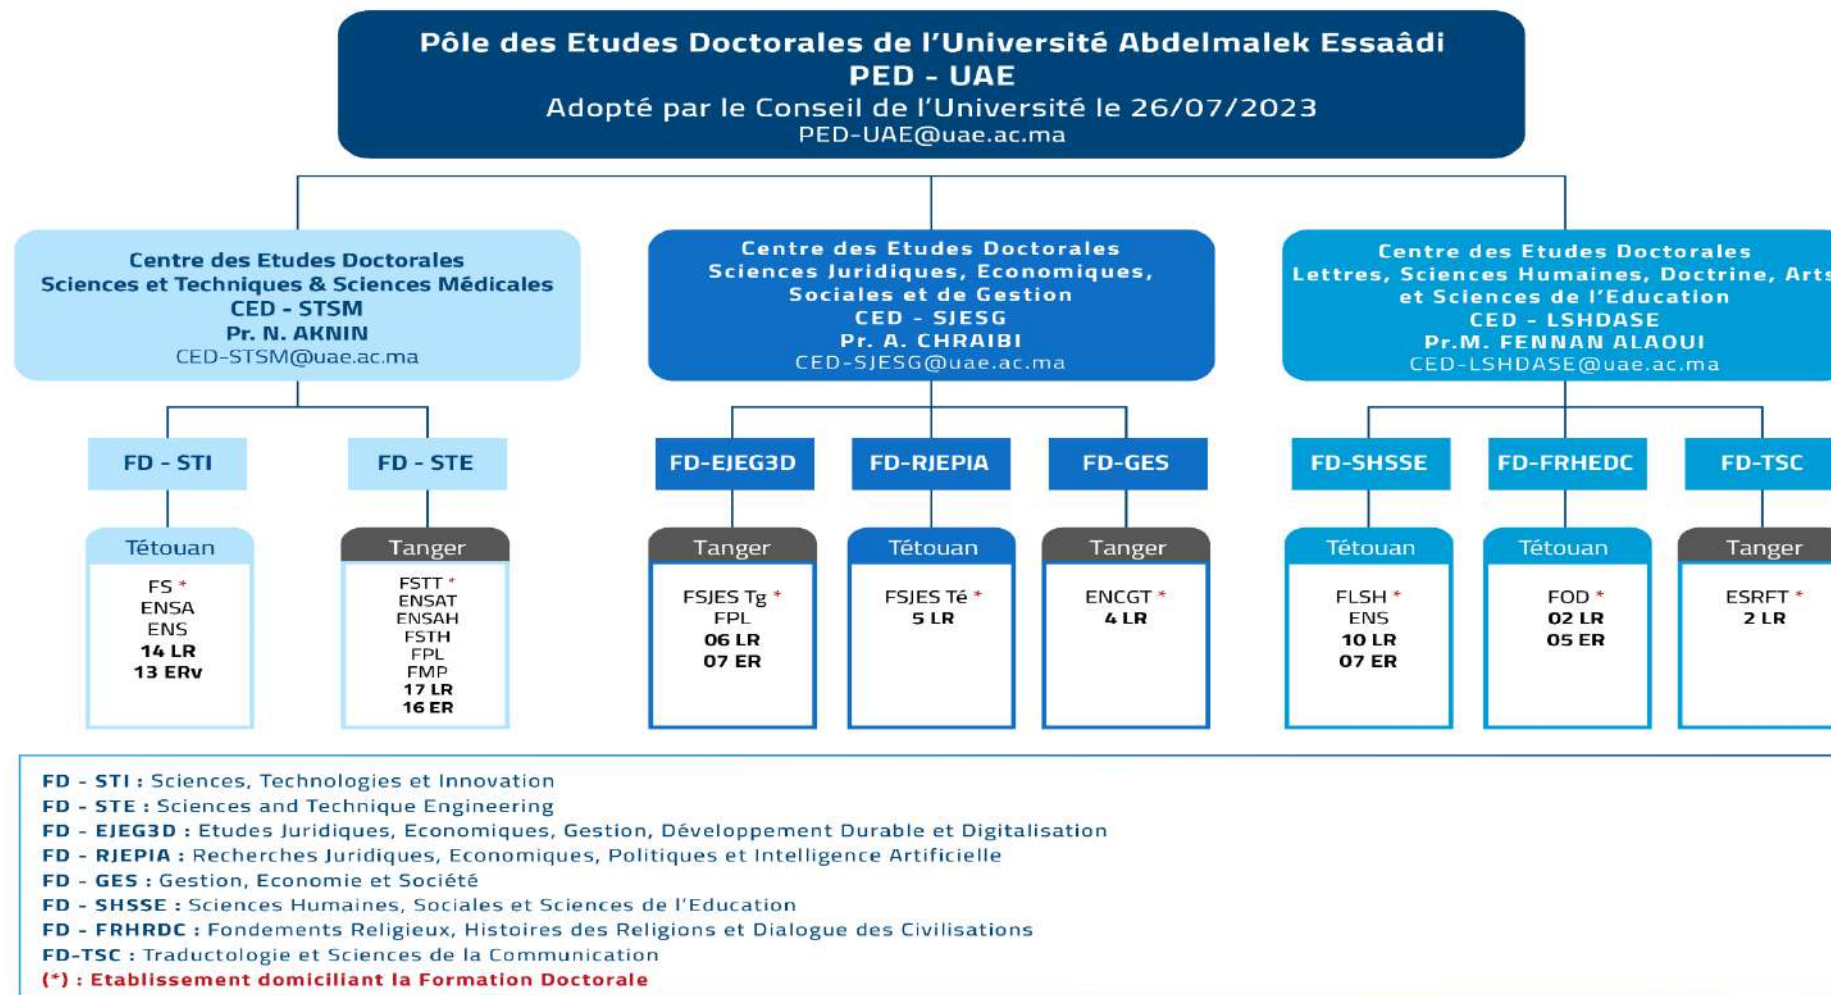 Pôle des Etudes Doctorales de l'Université Abdelmalek Essaâdi
PED - UAE
Adopté par le Conseil de l'Université le 26/07/2023
PED-UAE@uae.ac.ma
Centre des Etudes Doctorales
Sciences et Techniques & Sciences Médicales
CED - STSM
Pr. N. AKNIN
CED-STSM@uae.ac.ma
Centre des Etudes Doctorales
Sciences Juridiques, Economiques,
Sociales et de Gestion
CED - SJESG
Pr. A. CHRAIBI
CED-SJESG@uae.ac.ma
Centre des Etudes Doctorales
Lettres, Sciences Humaines, Doctrine, Arts
et Sciences de l'Education
CED - LSHDASE
Pr.M. FENNAN ALAOUI
CED-LSHDASE@uae.ac.ma
FD - STI
Tétouan
FS *
ENSA
ENS
14 LR
13 ERv
FD - STE
Tanger
FSTT *
ENSAT
ENSAH
FSTH
FPL
FMP
17 LR
16 ER
FD-EJEG3D
Tanger
FSJES Tg *
FPL
06 LR
07 ER
FD-RJEPIA
Tétouan
FSJES Té *
5 LR
FD-GES
Tanger
ENCGT *
4 LR
FD-SHSSE
Tétouan
FLSH *
ENS
10 LR
07 ER
FD-FRHEDC
Tétouan
FOD *
02 LR
05 ER
FD-TSC
Tanger
ESRFT *
2 LR
FD - STI : Sciences, Technologies et Innovation
FD - STE : Sciences and Technique Engineering
FD - EJEG3D : Etudes Juridiques, Economiques, Gestion, Développement Durable et Digitalisation
FD - RJEPIA : Recherches Juridiques, Economiques, Politiques et Intelligence Artificielle
FD - GES : Gestion, Economie et Société
FD - SHSSE : Sciences Humaines, Sociales et Sciences de l'Education
FD - FRHRDC : Fondements Religieux, Histoires des Religions et Dialogue des Civilisations
FD-TSC : Traductologie et Sciences de la Communication
(*) : Etablissement domiciliant la Formation Doctorale